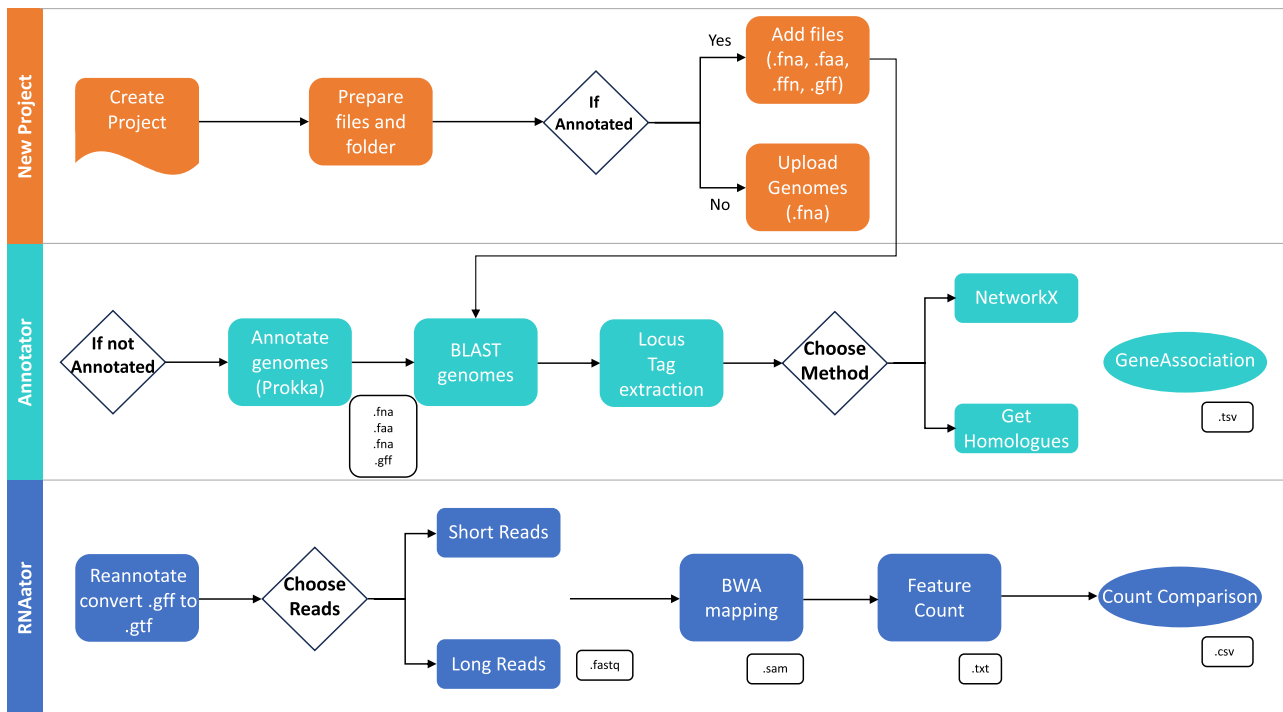 New Project
Create
Project
Prepare
files and
folder
If
Annotated
Yes
Add files
(.fna, .faa,
.ffn, .gff)
No
Upload
Genomes
(.fna)
Annotator
If not
Annotated
Annotate
genomes
(Prokka)
.fna
.faa
.fna
.gff
BLAST
genomes
Locus
Tag
extraction
Choose
Method
NetworkX
Get
Homologues
GeneAssociation
.tsv
RNAator
Reannotate
convert .gff to
.gtf
Choose
Reads
Short Reads
Long Reads
.fastq
BWA
mapping
.sam
Feature
Count
.txt
Count Comparison
.csv